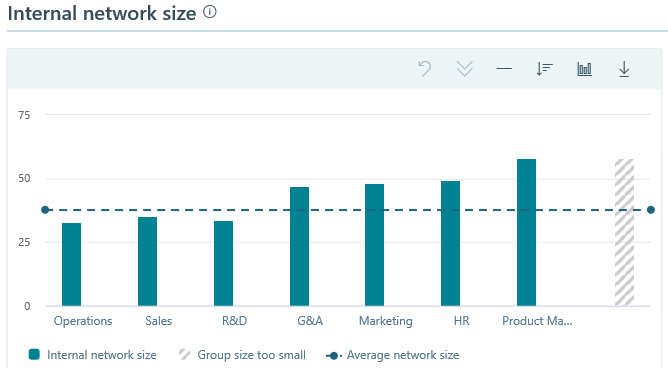 Internal network size
75
50
25
0
Operations Sales R&D G&A Marketing HR Product Ma...
Internal network size Group size too small Average network size